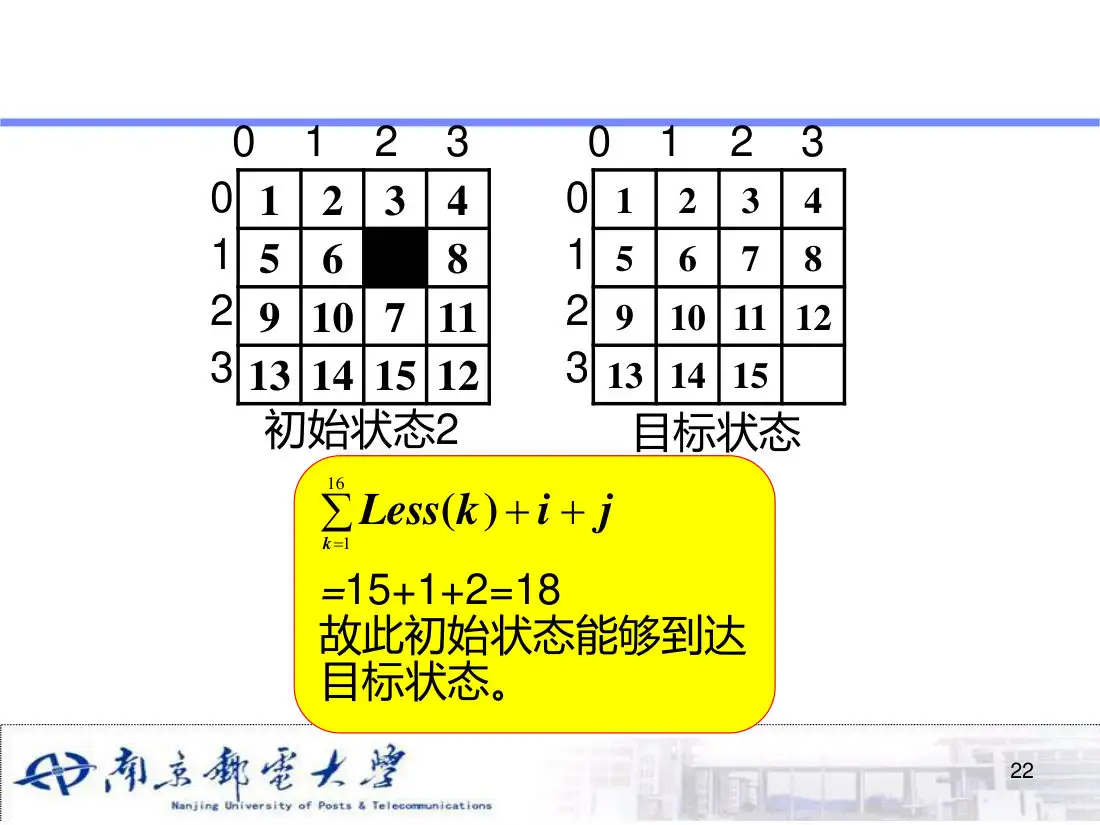 0 1 2 3 0 1 2 3
0 1 2 3 4 0 1 2 3 4
1 5 6 8 1 5 6 7 8
2 9 10 7 11 2 9 10 11 12
3 13 14 15 12 3 13 14 15
初始状态2 目标状态
16
∑Less(k)+i+j
k=1
=15+1+2=18
故此初始状态能够到达
目标状态。
南京郵電大學
Nanjing University of Posts & Telecommunications
22